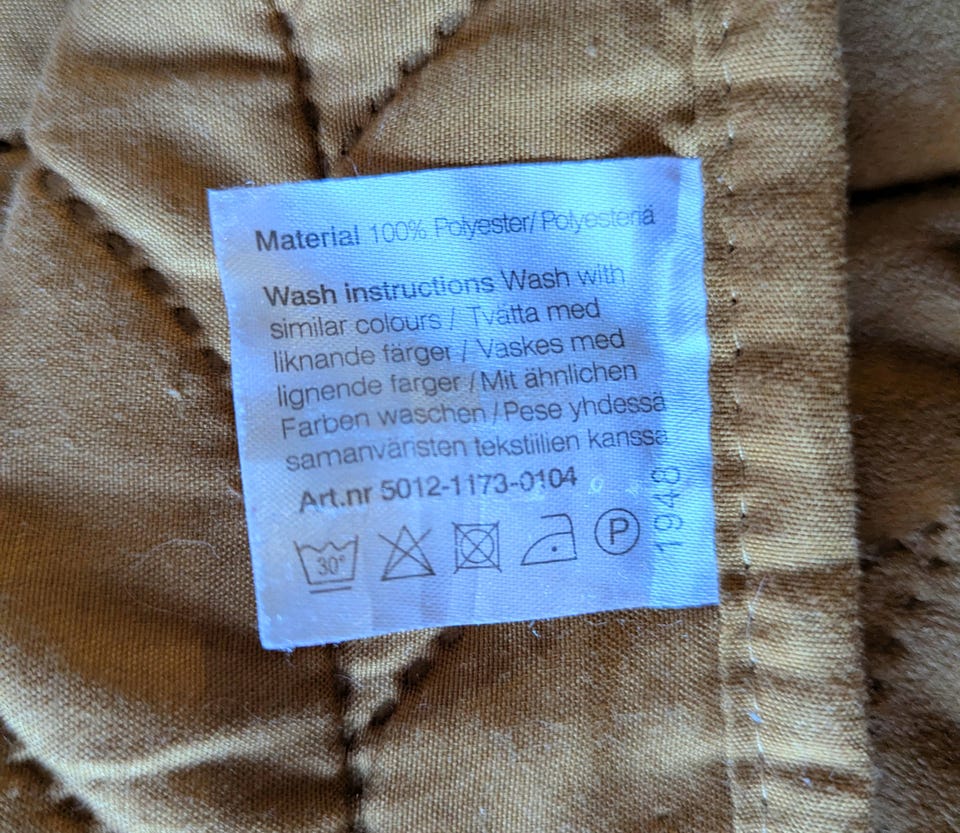 Material 100% Polyester/Polyesteriä
Wash instructions Wash with
similar colours / Tvätta med
liknande färger / Vaskes med
lignende farger / Mit ähnlichen
Farben waschen / Pese yhdessä
samanväristen tekstiilien kanssa
Art.nr 5012-1173-0104
30°
P
1948